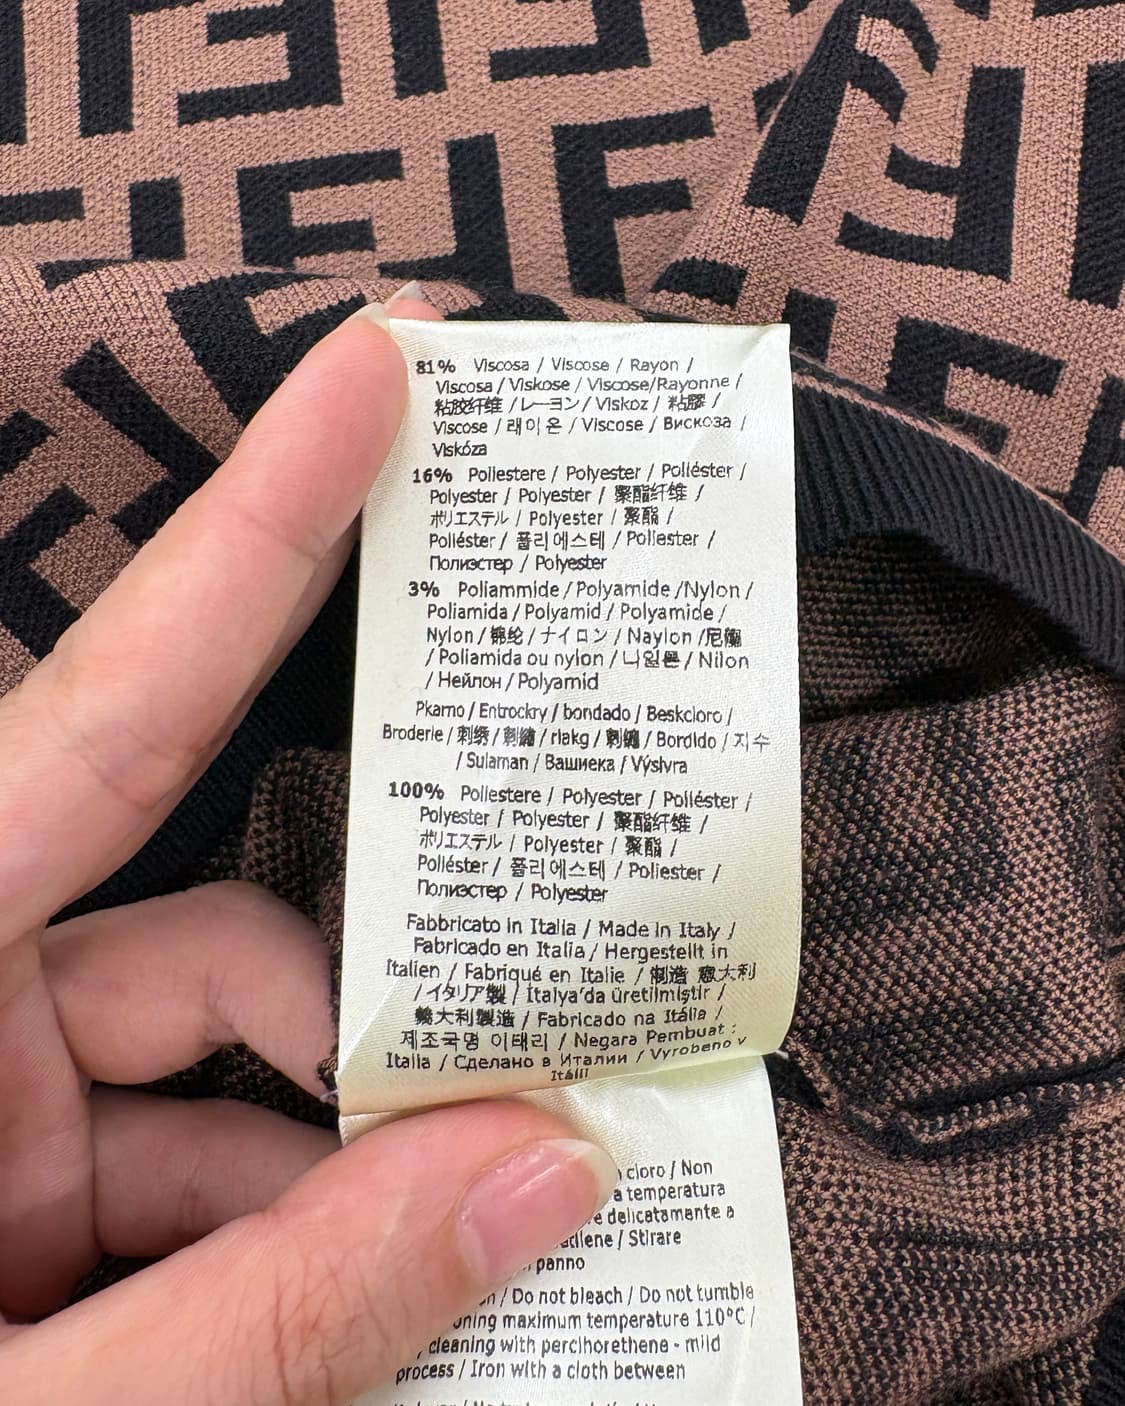 81% Viscosa / Viscose / Rayon /
Viscosa / Viskose / Viscose/Rayonne /
粘胶纤维 / レーヨン / Viskoz / 粘膠 /
Viscose / 래이온 / Viscose / Вискоза /
Viskóza
16% Poliestere / Polyester / Poliéster /
Polyester / Polyester / 聚酯纤维 /
ポリエステル / Polyester / 聚酯 /
Poliéster / 폴리에스테 / Poliester /
Полиэстер / Polyester
3% Poliammide / Polyamide /Nylon /
Poliamida / Polyamid / Polyamide /
Nylon / 锦纶 / ナイロン / Naylon /尼龍
/ Poliamida ou nylon / 나일론 / Nilon
/ Нейлон / Polyamid
Pkamo / Entrockry / bondado / Beskcloro /
Broderie / 刺绣 / 刺繡 / rlakg / 刺繡 / Bordldo / 지수
/ Sulaman / Вашиека / Výsivra
100% Poliestere / Polyester / Poliéster /
Polyester / Polyester / 聚酯纤维 /
ポリエステル / Polyester / 聚酯 /
Poliéster / 폴리에스테 / Poliester /
Полиэстер / Polyester
Fabbricato in Italia / Made in Italy /
Fabricado en Italia / Hergestellt in
Italien / Fabriqué en Italie / 制造 意大利
/ イタリア製 / İtalya'da üretilmiştir /
義大利製造 / Fabricado na Itália /
제조국명 이태리 / Negara Pembuat :
Italia / Сделано в Италии / Vyrobeno v
Itálií
cloro / Non
a temperatura
e delicatamente a
/ Stirare
panno
/ Do not bleach / Do not tumble
maximum temperature 110°C /
cleaning with perclhorethene - mild
process / Iron with a cloth between